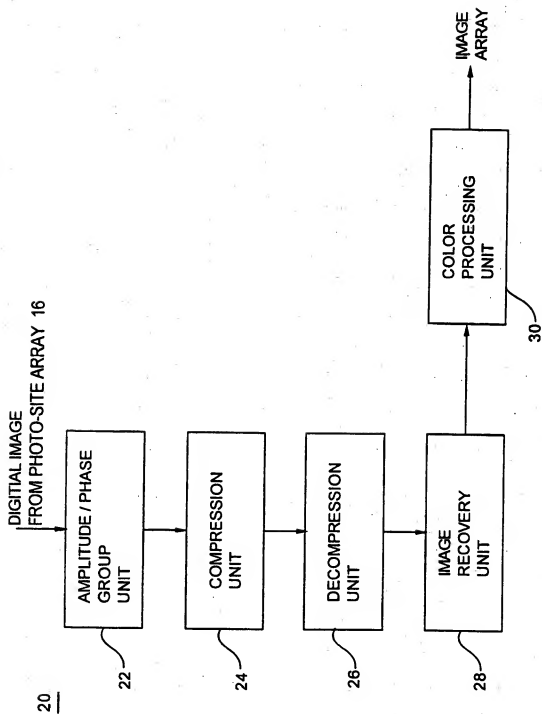 20
DIGITIAL IMAGE
FROM PHOTO-SITE ARRAY 16
AMPLITUDE / PHASE
GROUP
UNIT
22
COMPRESSION
UNIT
24
DECOMPRESSION
UNIT
26
IMAGE
RECOVERY
UNIT
28
COLOR
PROCESSING
UNIT
30
IMAGE
ARRAY